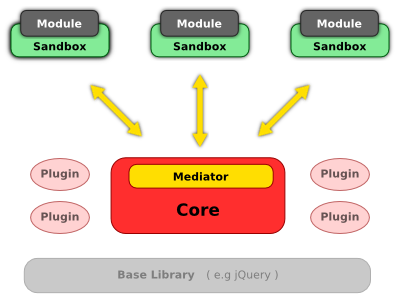 Module Module Module
Sandbox Sandbox Sandbox
Plugin Mediator Plugin
Core
Plugin Plugin
Base Library ( e.g jQuery )